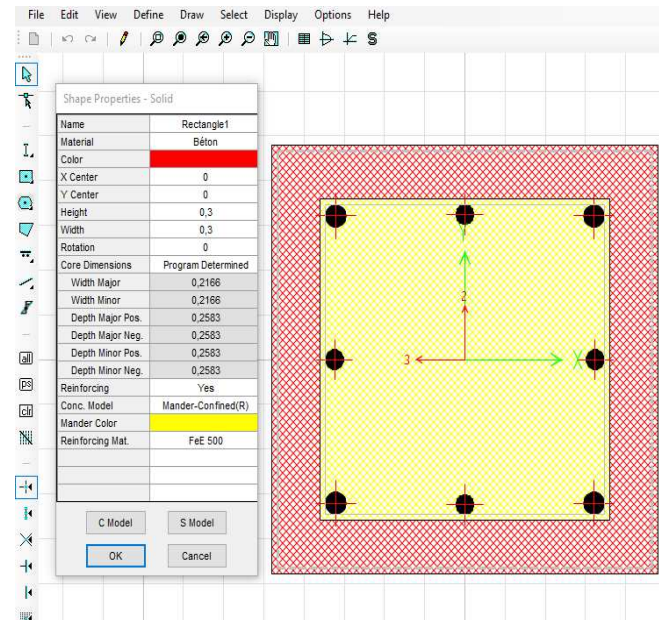 File Edit View Define Draw Select Display Options Help
Shape Properties - Solid
Name Rectangle1
Material Béton
Color
X Center 0
Y Center 0
Height 0,3
Width 0,3
Rotation 0
Core Dimensions Program Determined
Width Major 0,2166
Width Minor 0,2166
Depth Major Pos. 0,2583
Depth Major Neg. 0,2583
Depth Minor Pos. 0,2583
Depth Minor Neg. 0,2583
Reinforcing Yes
Conc. Model Mander-Confined(R)
Mander Color
Reinforcing Mat. FeE 500
C Model S Model
OK Cancel
S
all
ps
clr
Y
2
3 X